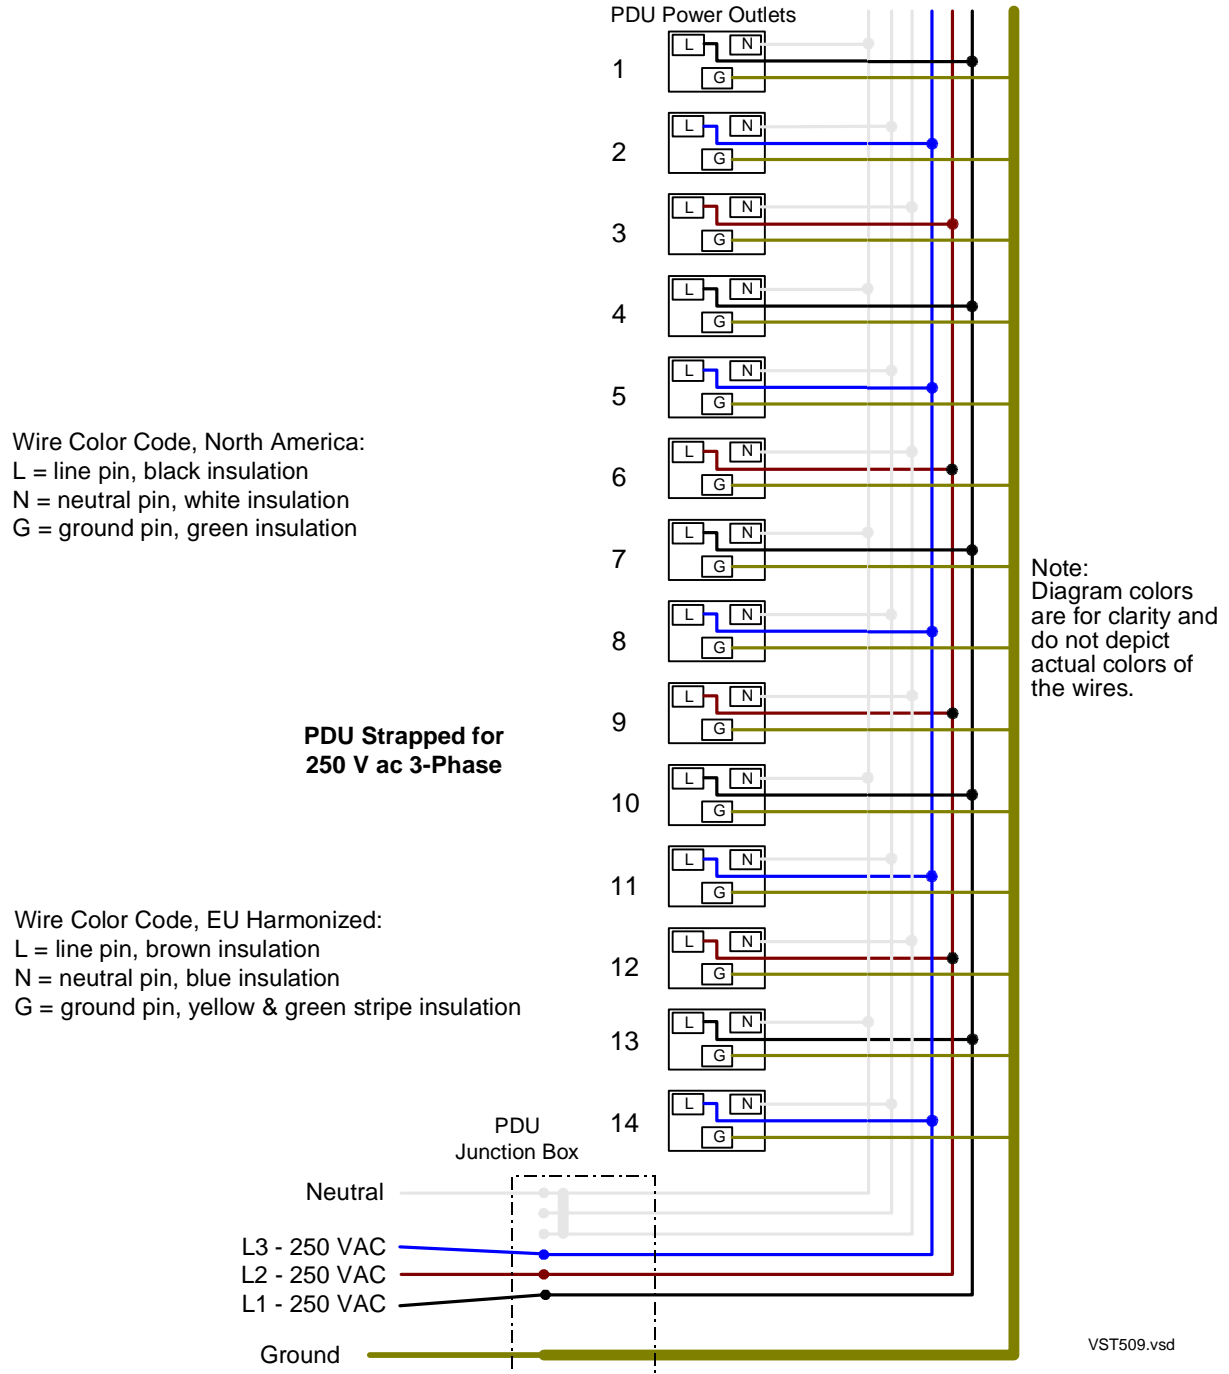 PDU Power Outlets
L N
1
G
L N
2
G
L N
3
G
L N
4
G
L N
5
G
Wire Color Code, North America:
L = line pin, black insulation
N = neutral pin, white insulation
G = ground pin, green insulation
L N
6
G
L N
7
G
Note:
Diagram colors
are for clarity and
do not depict
actual colors of
the wires.
L N
8
G
L N
9
G
PDU Strapped for
250 V ac 3-Phase
L N
10
G
L N
11
G
Wire Color Code, EU Harmonized:
L = line pin, brown insulation
N = neutral pin, blue insulation
G = ground pin, yellow & green stripe insulation
L N
12
G
L N
13
G
L N
14
G
PDU
Junction Box
Neutral
L3 - 250 VAC
L2 - 250 VAC
L1 - 250 VAC
Ground
VST509.vsd